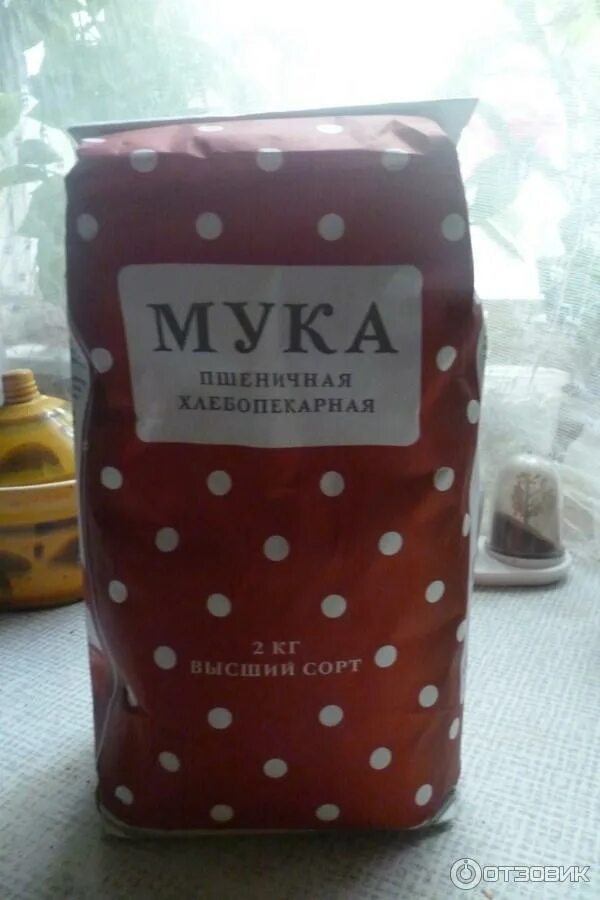 МУКА
ПШЕНИЧНАЯ
ХЛЕБОПЕКАРНАЯ
2 КГ
ВЫСШИЙ СОРТ
ОТЗОВИК